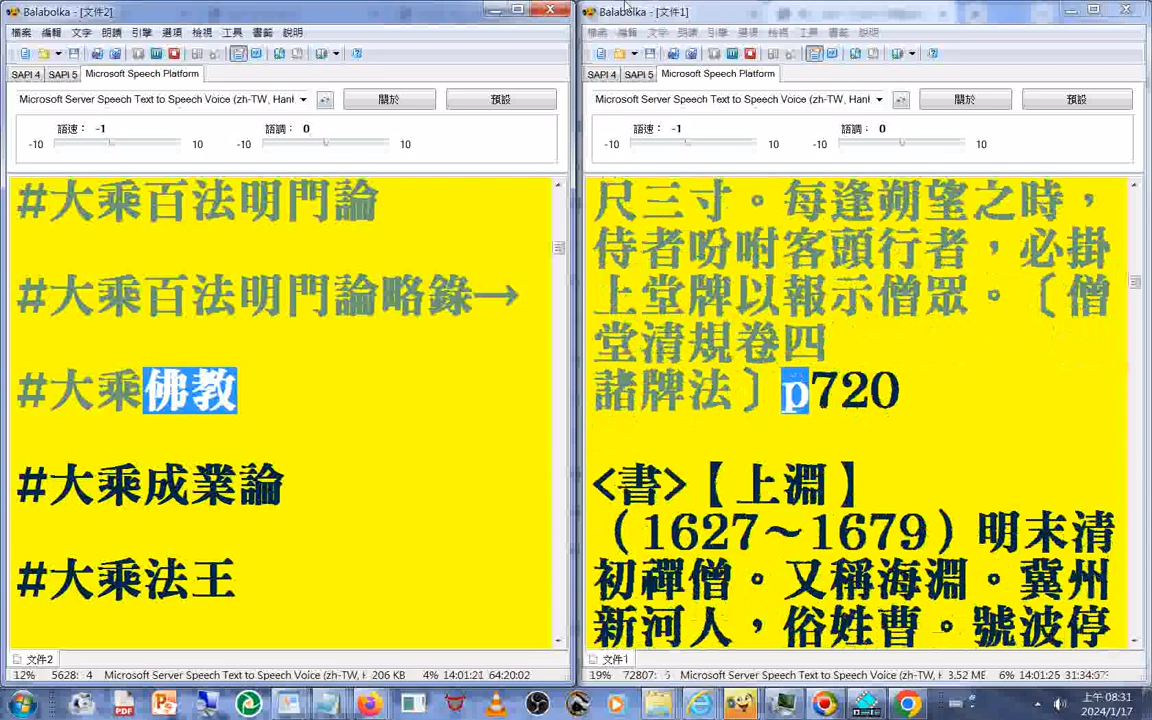 Balabolka - [文件2]
檔案 編輯 文字 朗讀 引擎 選項 檢視 工具 書籤 說明
SAPI 4 SAPI 5 Microsoft Speech Platform
Microsoft Server Speech Text to Speech Voice (zh-TW, Hanl
關於 預設
語速： -1 語調： 0
-10 10 -10 10
#大乘百法明門論
#大乘百法明門論略錄→
#大乘佛教
#大乘成業論
#大乘法王
文件2
12% 5628: 4 Microsoft Server Speech Text to Speech Voice (zh-TW, 206 KB 4% 14:01:21 64:20:02
Balabolka - [文件1]
檔案 編輯 文字 朗讀 引擎 選項 檢視 工具 書籤 說明
SAPI 4 SAPI 5 Microsoft Speech Platform
Microsoft Server Speech Text to Speech Voice (zh-TW, Hanl
關於 預設
語速： -1 語調： 0
-10 10 -10 10
尺三寸。每逢朔望之時，
侍者吩咐客頭行者，必掛
上堂牌以報示僧眾。〔僧
堂清規卷四
諸牌法〕p720
<書>【上淵】
（1627～1679）明末清
初禪僧。又稱海淵。冀州
新河人，俗姓曹。號波停
文件1
19% 72807: Microsoft Server Speech Text to Speech Voice (zh-TW, H 3.52 ME 6% 14:01:25
PDF
上午 08:31
2024/1/17